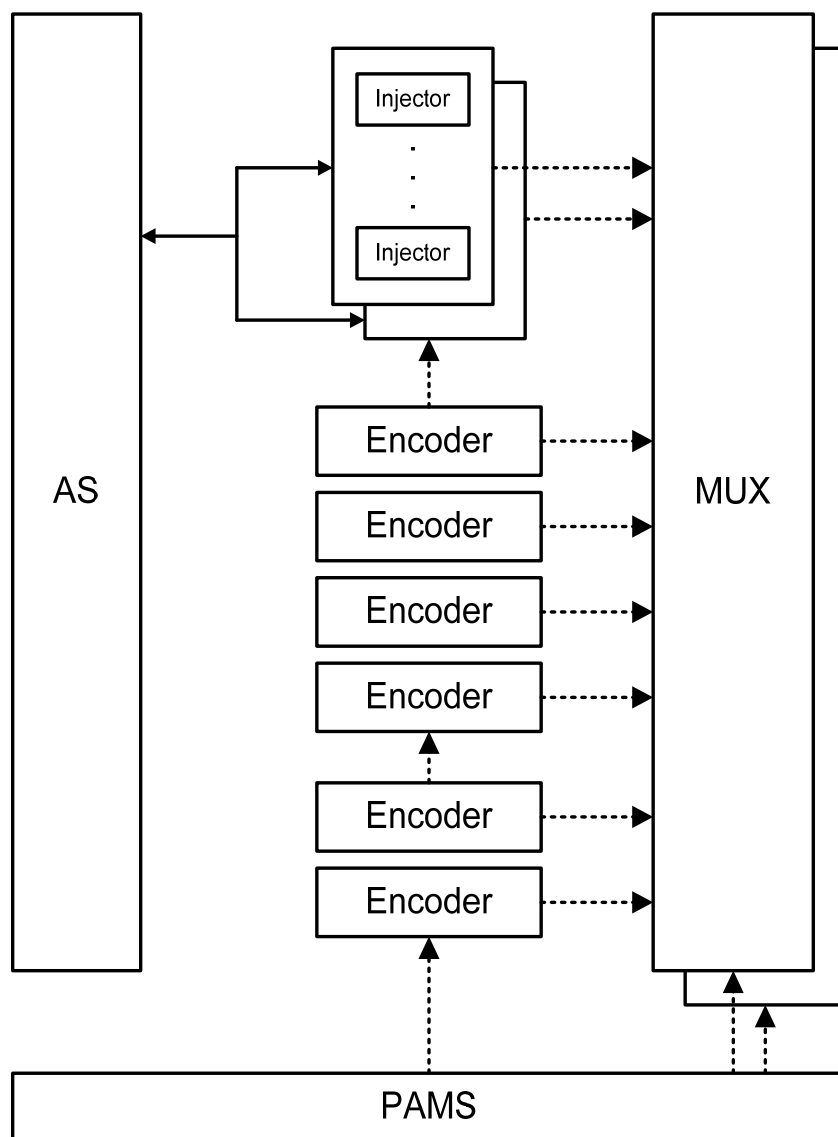 Injector
.
.
.
Injector
Encoder
Encoder
Encoder
Encoder
Encoder
Encoder
AS
MUX
PAMS